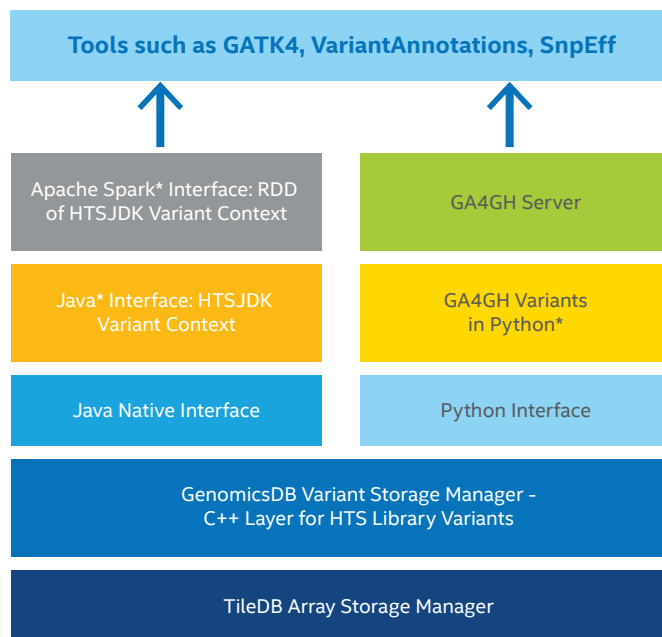 Tools such as GATK4, VariantAnnotations, SnpEff
Apache Spark* Interface: RDD
of HTSJDK Variant Context
GA4GH Server
Java* Interface: HTSJDK
Variant Context
GA4GH Variants
in Python*
Java Native Interface
Python Interface
GenomicsDB Variant Storage Manager -
C++ Layer for HTS Library Variants
TileDB Array Storage Manager